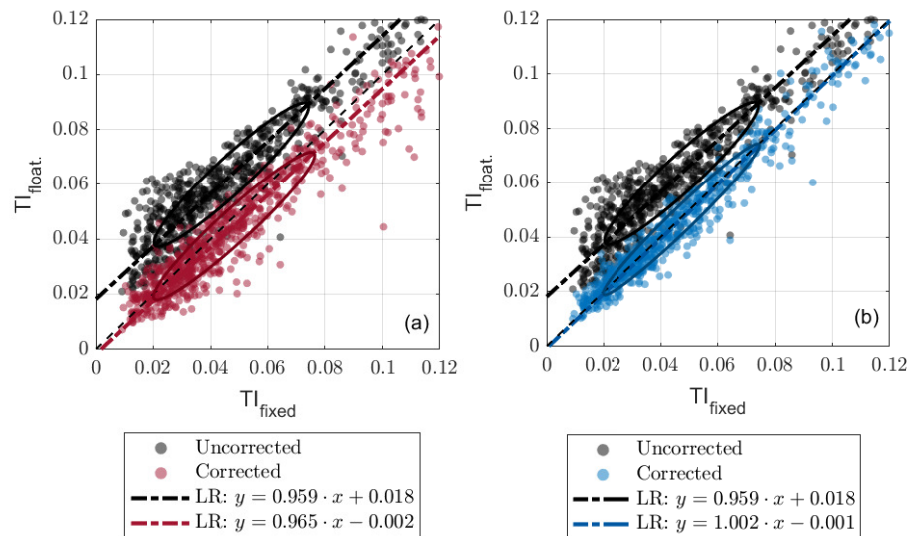 0.12
0.1
0.08
0.06
0.04
0.02
0
TI_float.
0 0.02 0.04 0.06 0.08 0.1 0.12
TI_fixed
(a)
Uncorrected
Corrected
LR: y = 0.959 · x + 0.018
LR: y = 0.965 · x − 0.002
0.12
0.1
0.08
0.06
0.04
0.02
0
TI_float.
0 0.02 0.04 0.06 0.08 0.1 0.12
TI_fixed
(b)
Uncorrected
Corrected
LR: y = 0.959 · x + 0.018
LR: y = 1.002 · x − 0.001